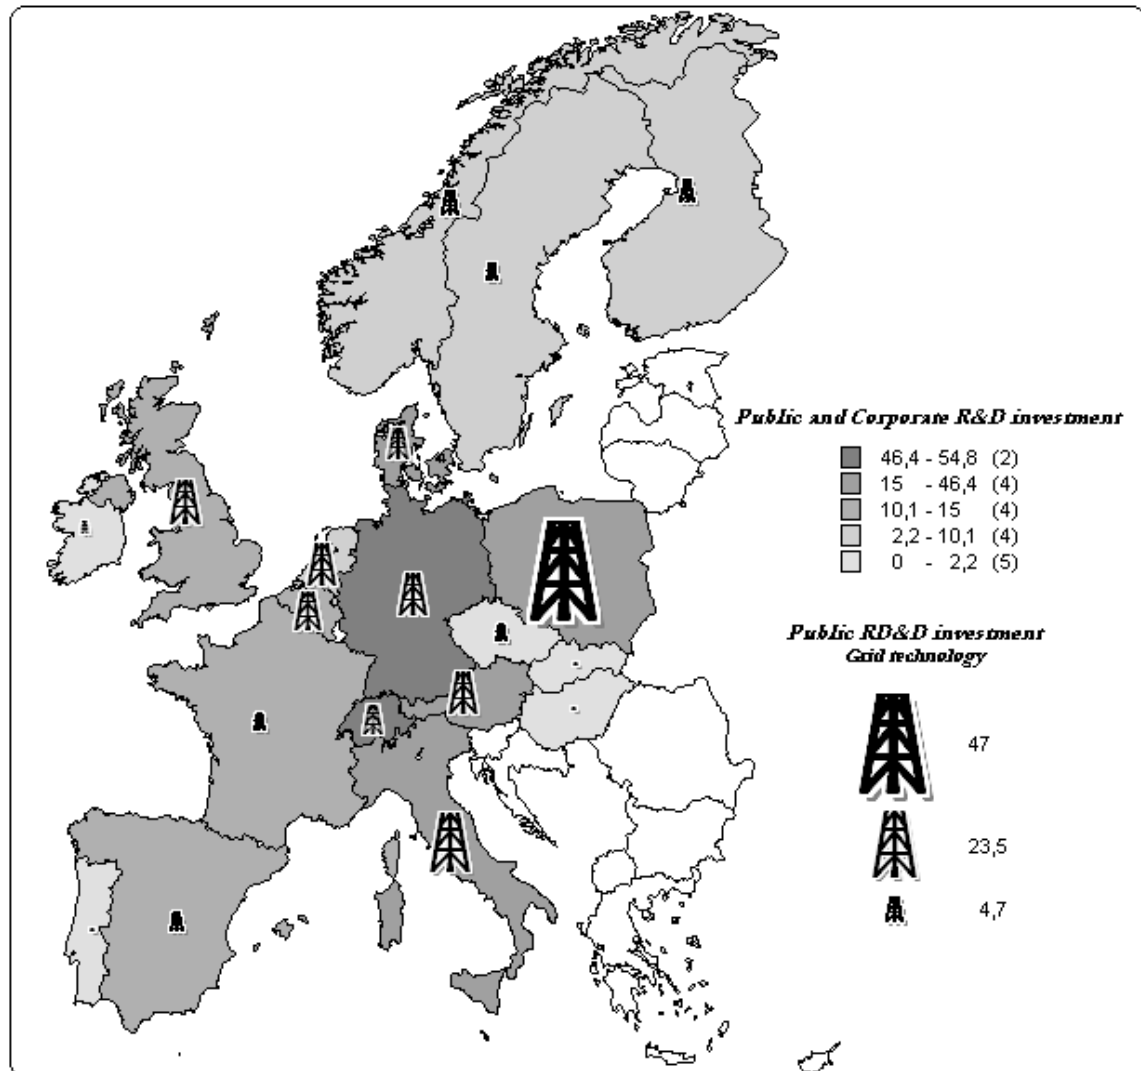 Public and Corporate R&D investment
46,4 - 54,8 (2)
15 - 46,4 (4)
10,1 - 15 (4)
2,2 - 10,1 (4)
0 - 2,2 (5)
Public RD&D investment
Grid technology
47
23,5
4,7